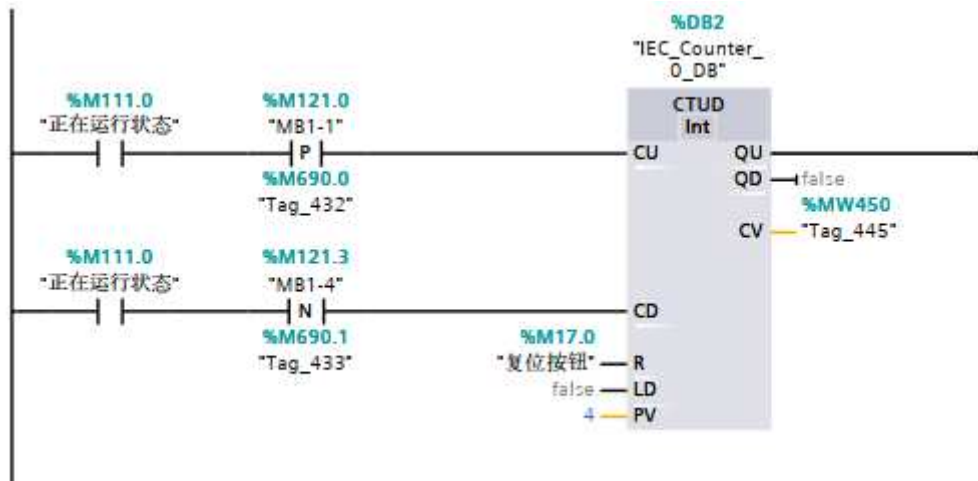 %DB2
"IEC_Counter_
0_DB"
%M111.0
"正在运行状态"
%M121.0
"MB1-1"
P
%M690.0
"Tag_432"
CTUD
Int
CU
QU
QD
false
%MW450
CV
"Tag_445"
%M111.0
"正在运行状态"
%M121.3
"MB1-4"
N
%M690.1
"Tag_433"
CD
%M17.0
"复位按钮"
R
false
LD
4
PV